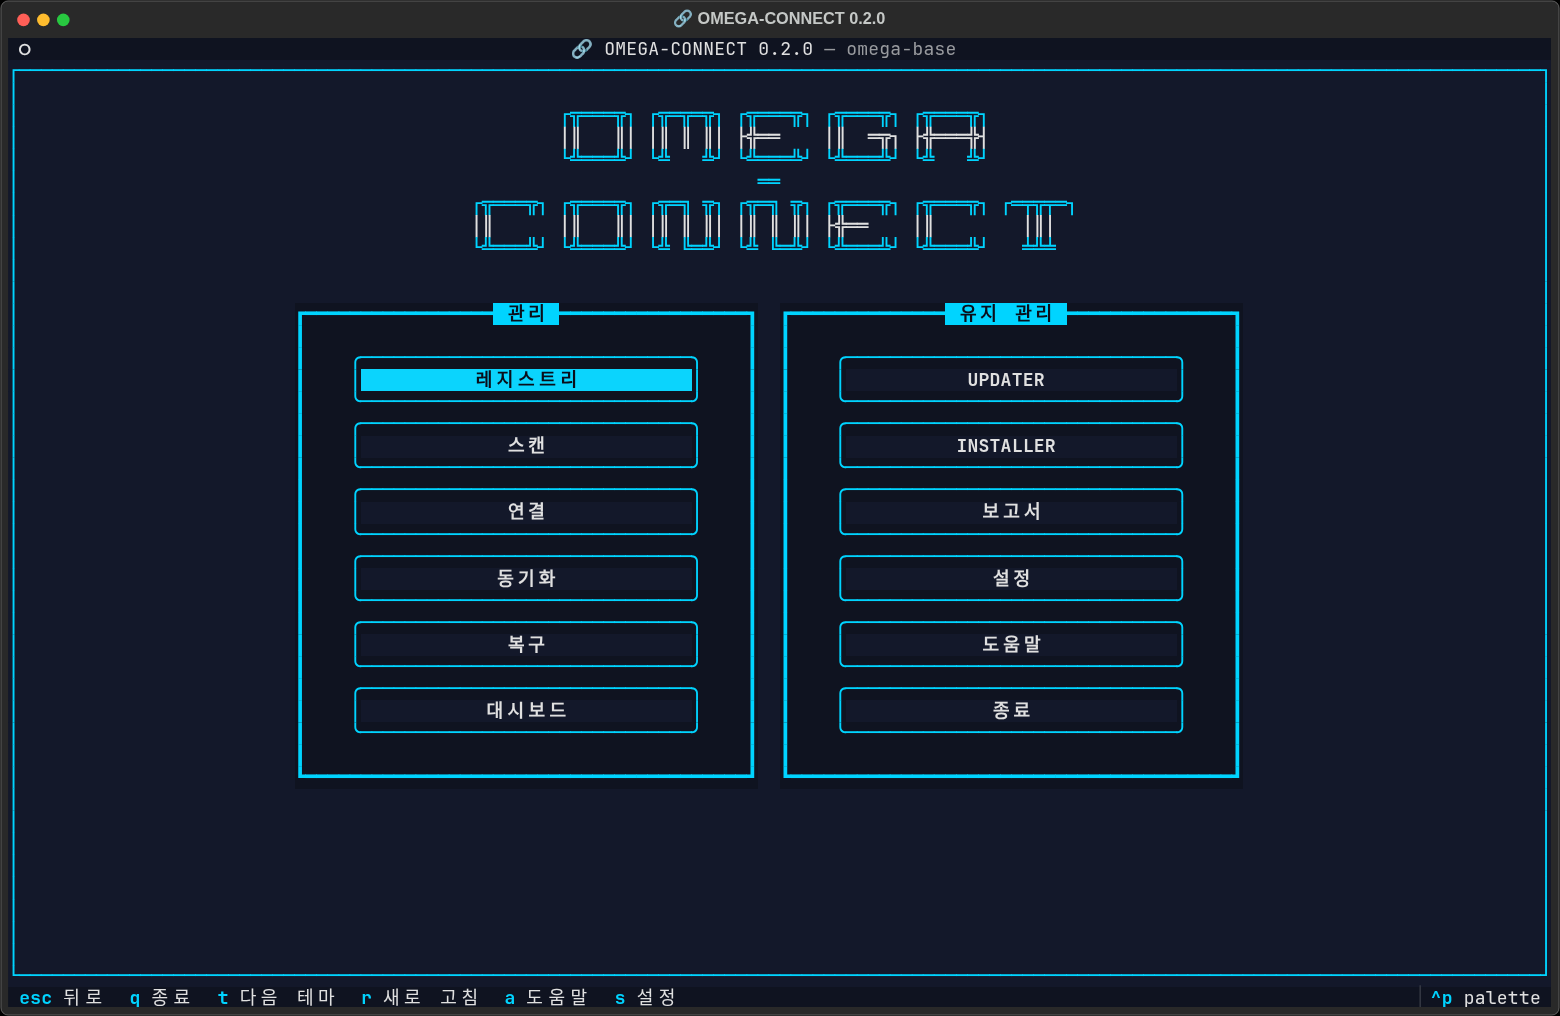 🔗 OMEGA-CONNECT 0.2.0
🔗 OMEGA-CONNECT 0.2.0 — omega-base
OMEGA
-
CONNECT
관리
레지스트리
스캔
연결
동기화
복구
대시보드
유지 관리
UPDATER
INSTALLER
보고서
설정
도움말
종료
esc 뒤로 q 종료 t 다음 테마 r 새로 고침 a 도움말 s 설정 ^p palette